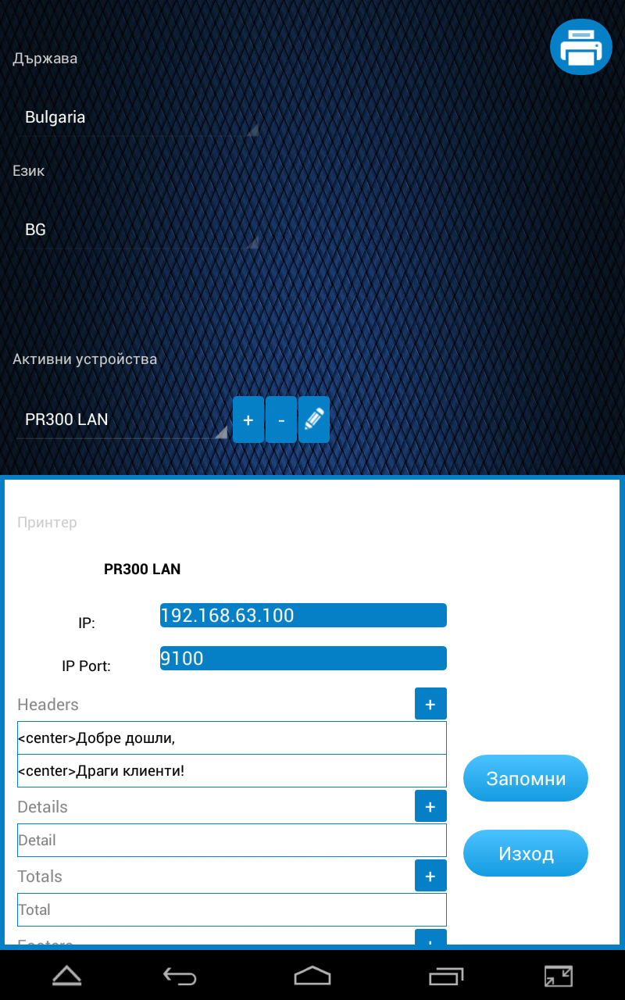 Държава
Bulgaria
Език
BG
Активни устройства
PR300 LAN
+ -
Принтер
PR300 LAN
IP: 192.168.63.100
IP Port: 9100
Headers +
<center>Добре дошли,
<center>Драги клиенти!
Запомни
Details +
Detail
Изход
Totals +
Total
Footers +